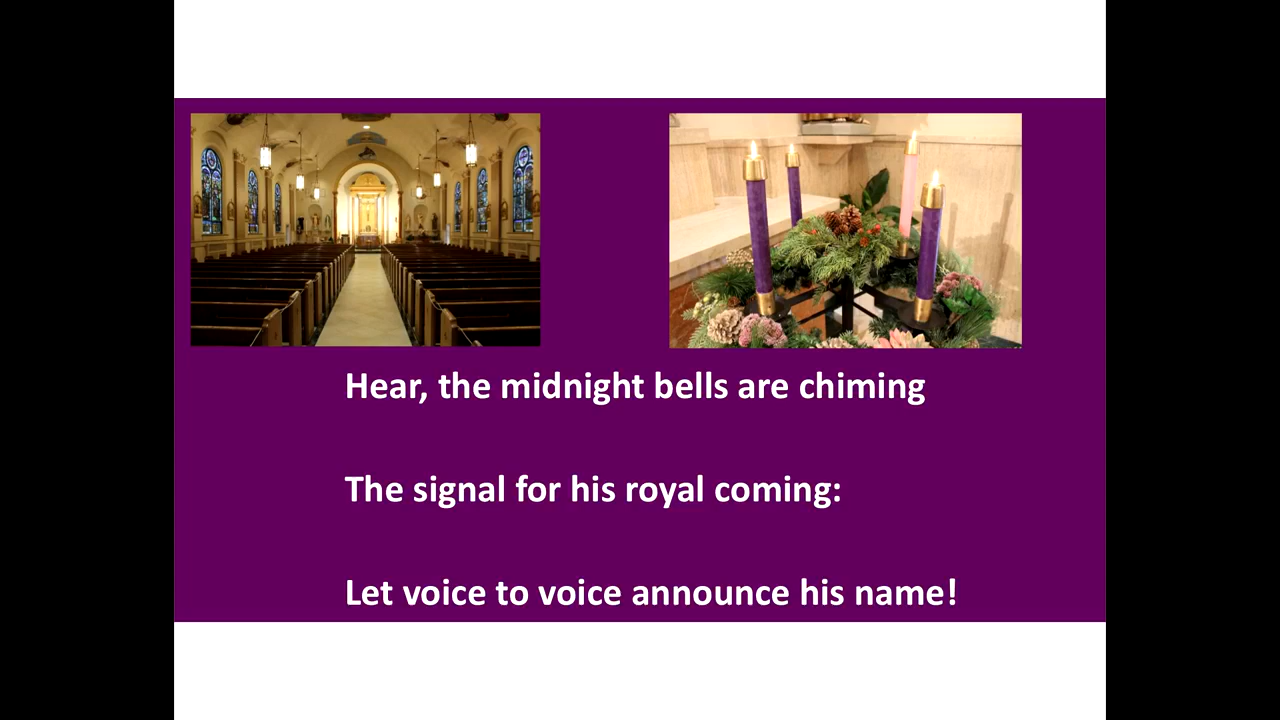 Hear, the midnight bells are chiming
The signal for his royal coming:
Let voice to voice announce his name!